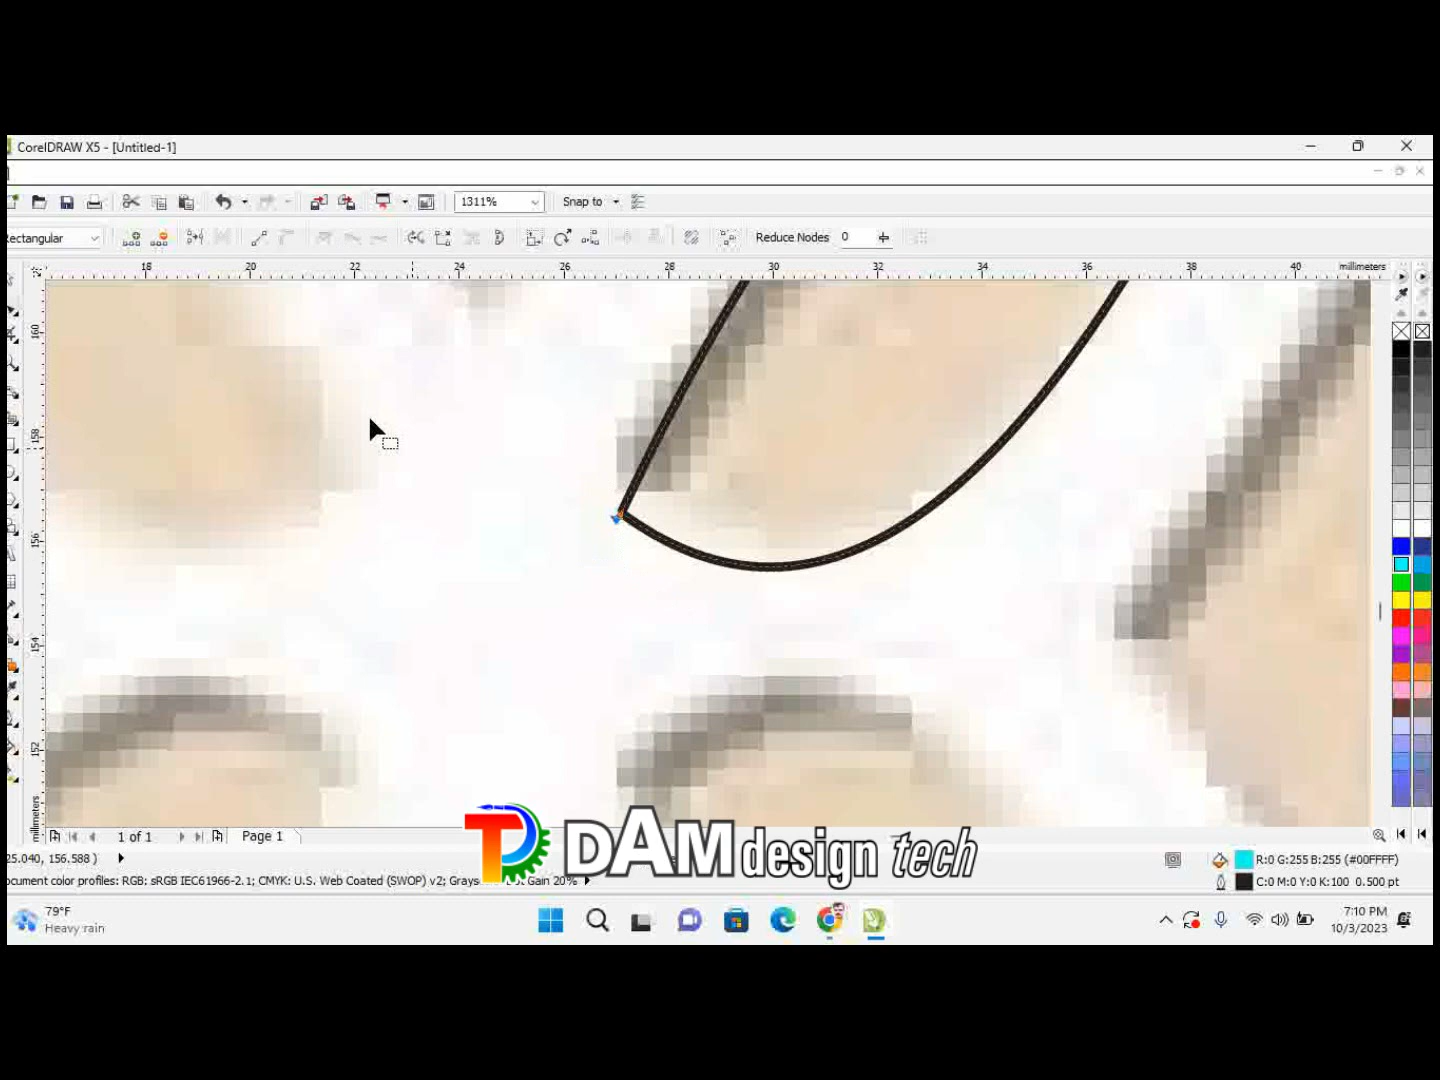 CorelDRAW X5 - [Untitled-1]
1311%
Snap to
Rectangular
Reduce Nodes 0
18 20 22 24 26 28 30 32 34 36 38 40 millimeters
160
158
156
154
152
millimeters
1 of 1
Page 1
25.040, 156.588 )
R:0 G:255 B:255 (#00FFFF)
ocument color profiles: RGB: sRGB IEC61966-2.1; CMYK: U.S. Web Coated (SWOP) v2; Grays
Gain 20%
C:0 M:0 Y:0 K:100 0.500 pt
DAM design tech
79°F
Heavy rain
7:10 PM
10/3/2023